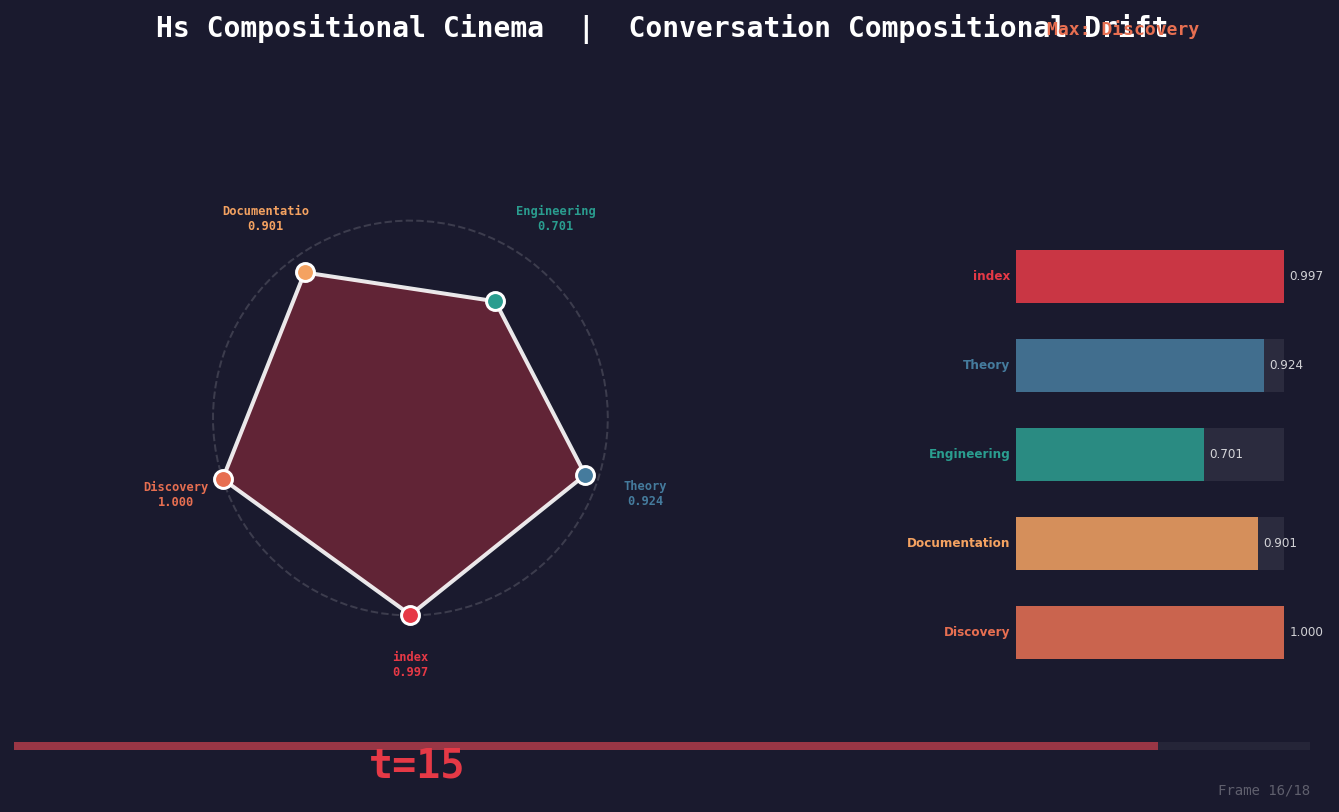 Hs Compositional Cinema | Conversation Compositional Drift
Max: Discovery
Documentatio
0.901
Engineering
0.701
Discovery
1.000
Theory
0.924
index
0.997
index 0.997
Theory 0.924
Engineering 0.701
Documentation 0.901
Discovery 1.000
t=15
Frame 16/18